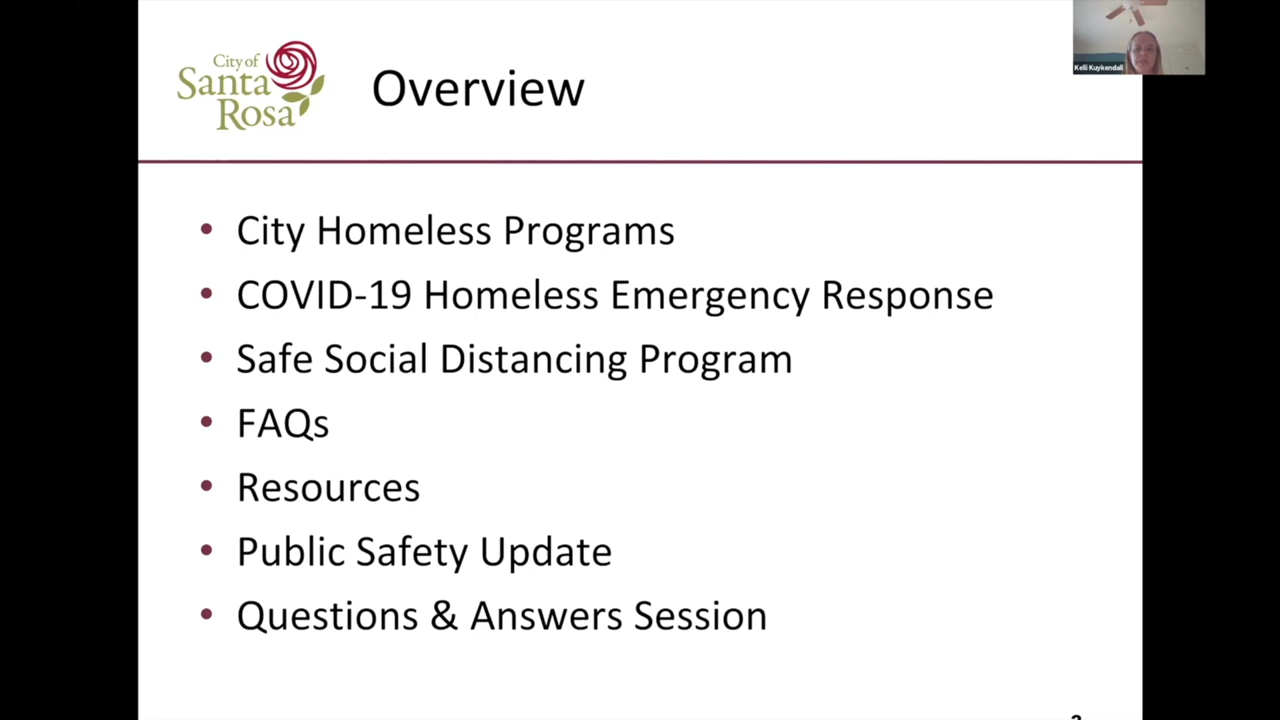 City of
Santa
Rosa
Overview
Kelli Kuykendall
• City Homeless Programs
• COVID-19 Homeless Emergency Response
• Safe Social Distancing Program
• FAQs
• Resources
• Public Safety Update
• Questions & Answers Session